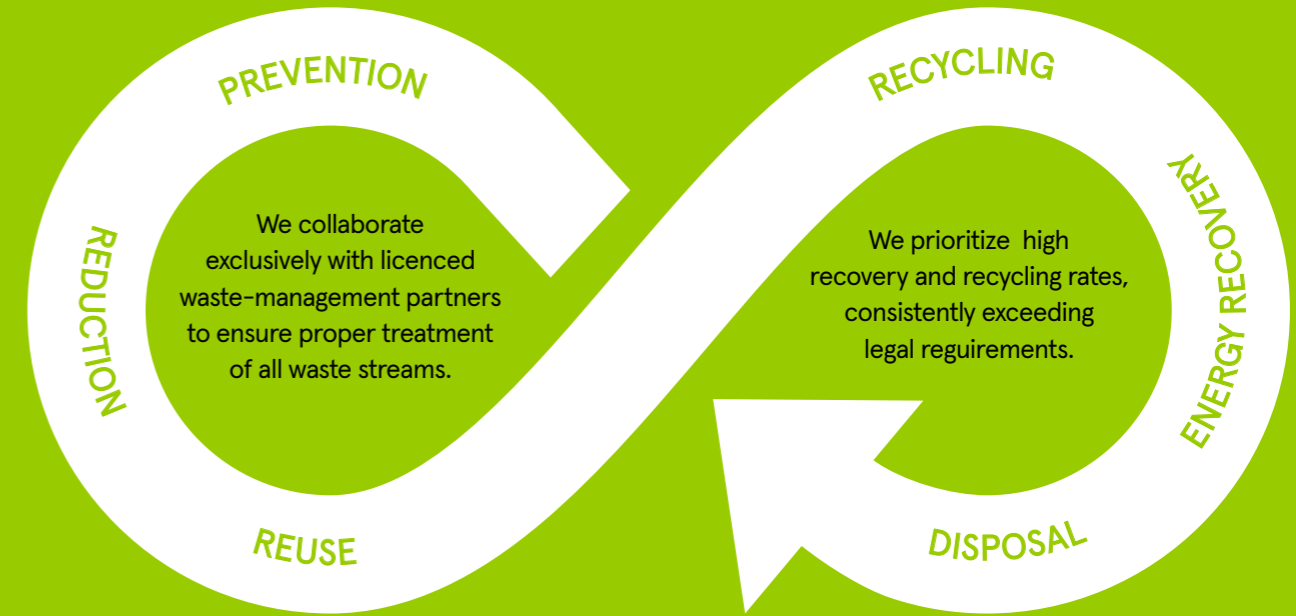 PREVENTION
REDUCTION
REUSE
We collaborate
exclusively with licenced
waste-management partners
to ensure proper treatment
of all waste streams.
RECYCLING
ENERGY RECOVERY
DISPOSAL
We prioritize high
recovery and recycling rates,
consistently exceeding
legal reguirements.